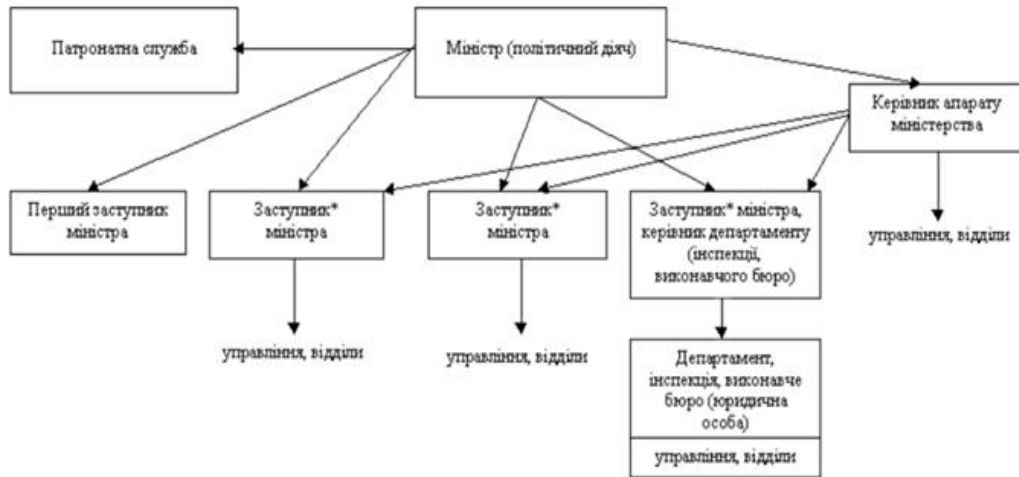 Патронатна служба
Міністр (політичний діяч)
Керівник апарату
міністерства
Перший заступник
міністра
Заступник*
міністра
Заступник*
міністра
Заступник* міністра,
керівник департаменту
(інспекції,
виконавчого бюро)
управління, відділи
управління, відділи
управління, відділи
Департамент,
інспекція, виконавче
бюро (юридична
особа)
управління, відділи